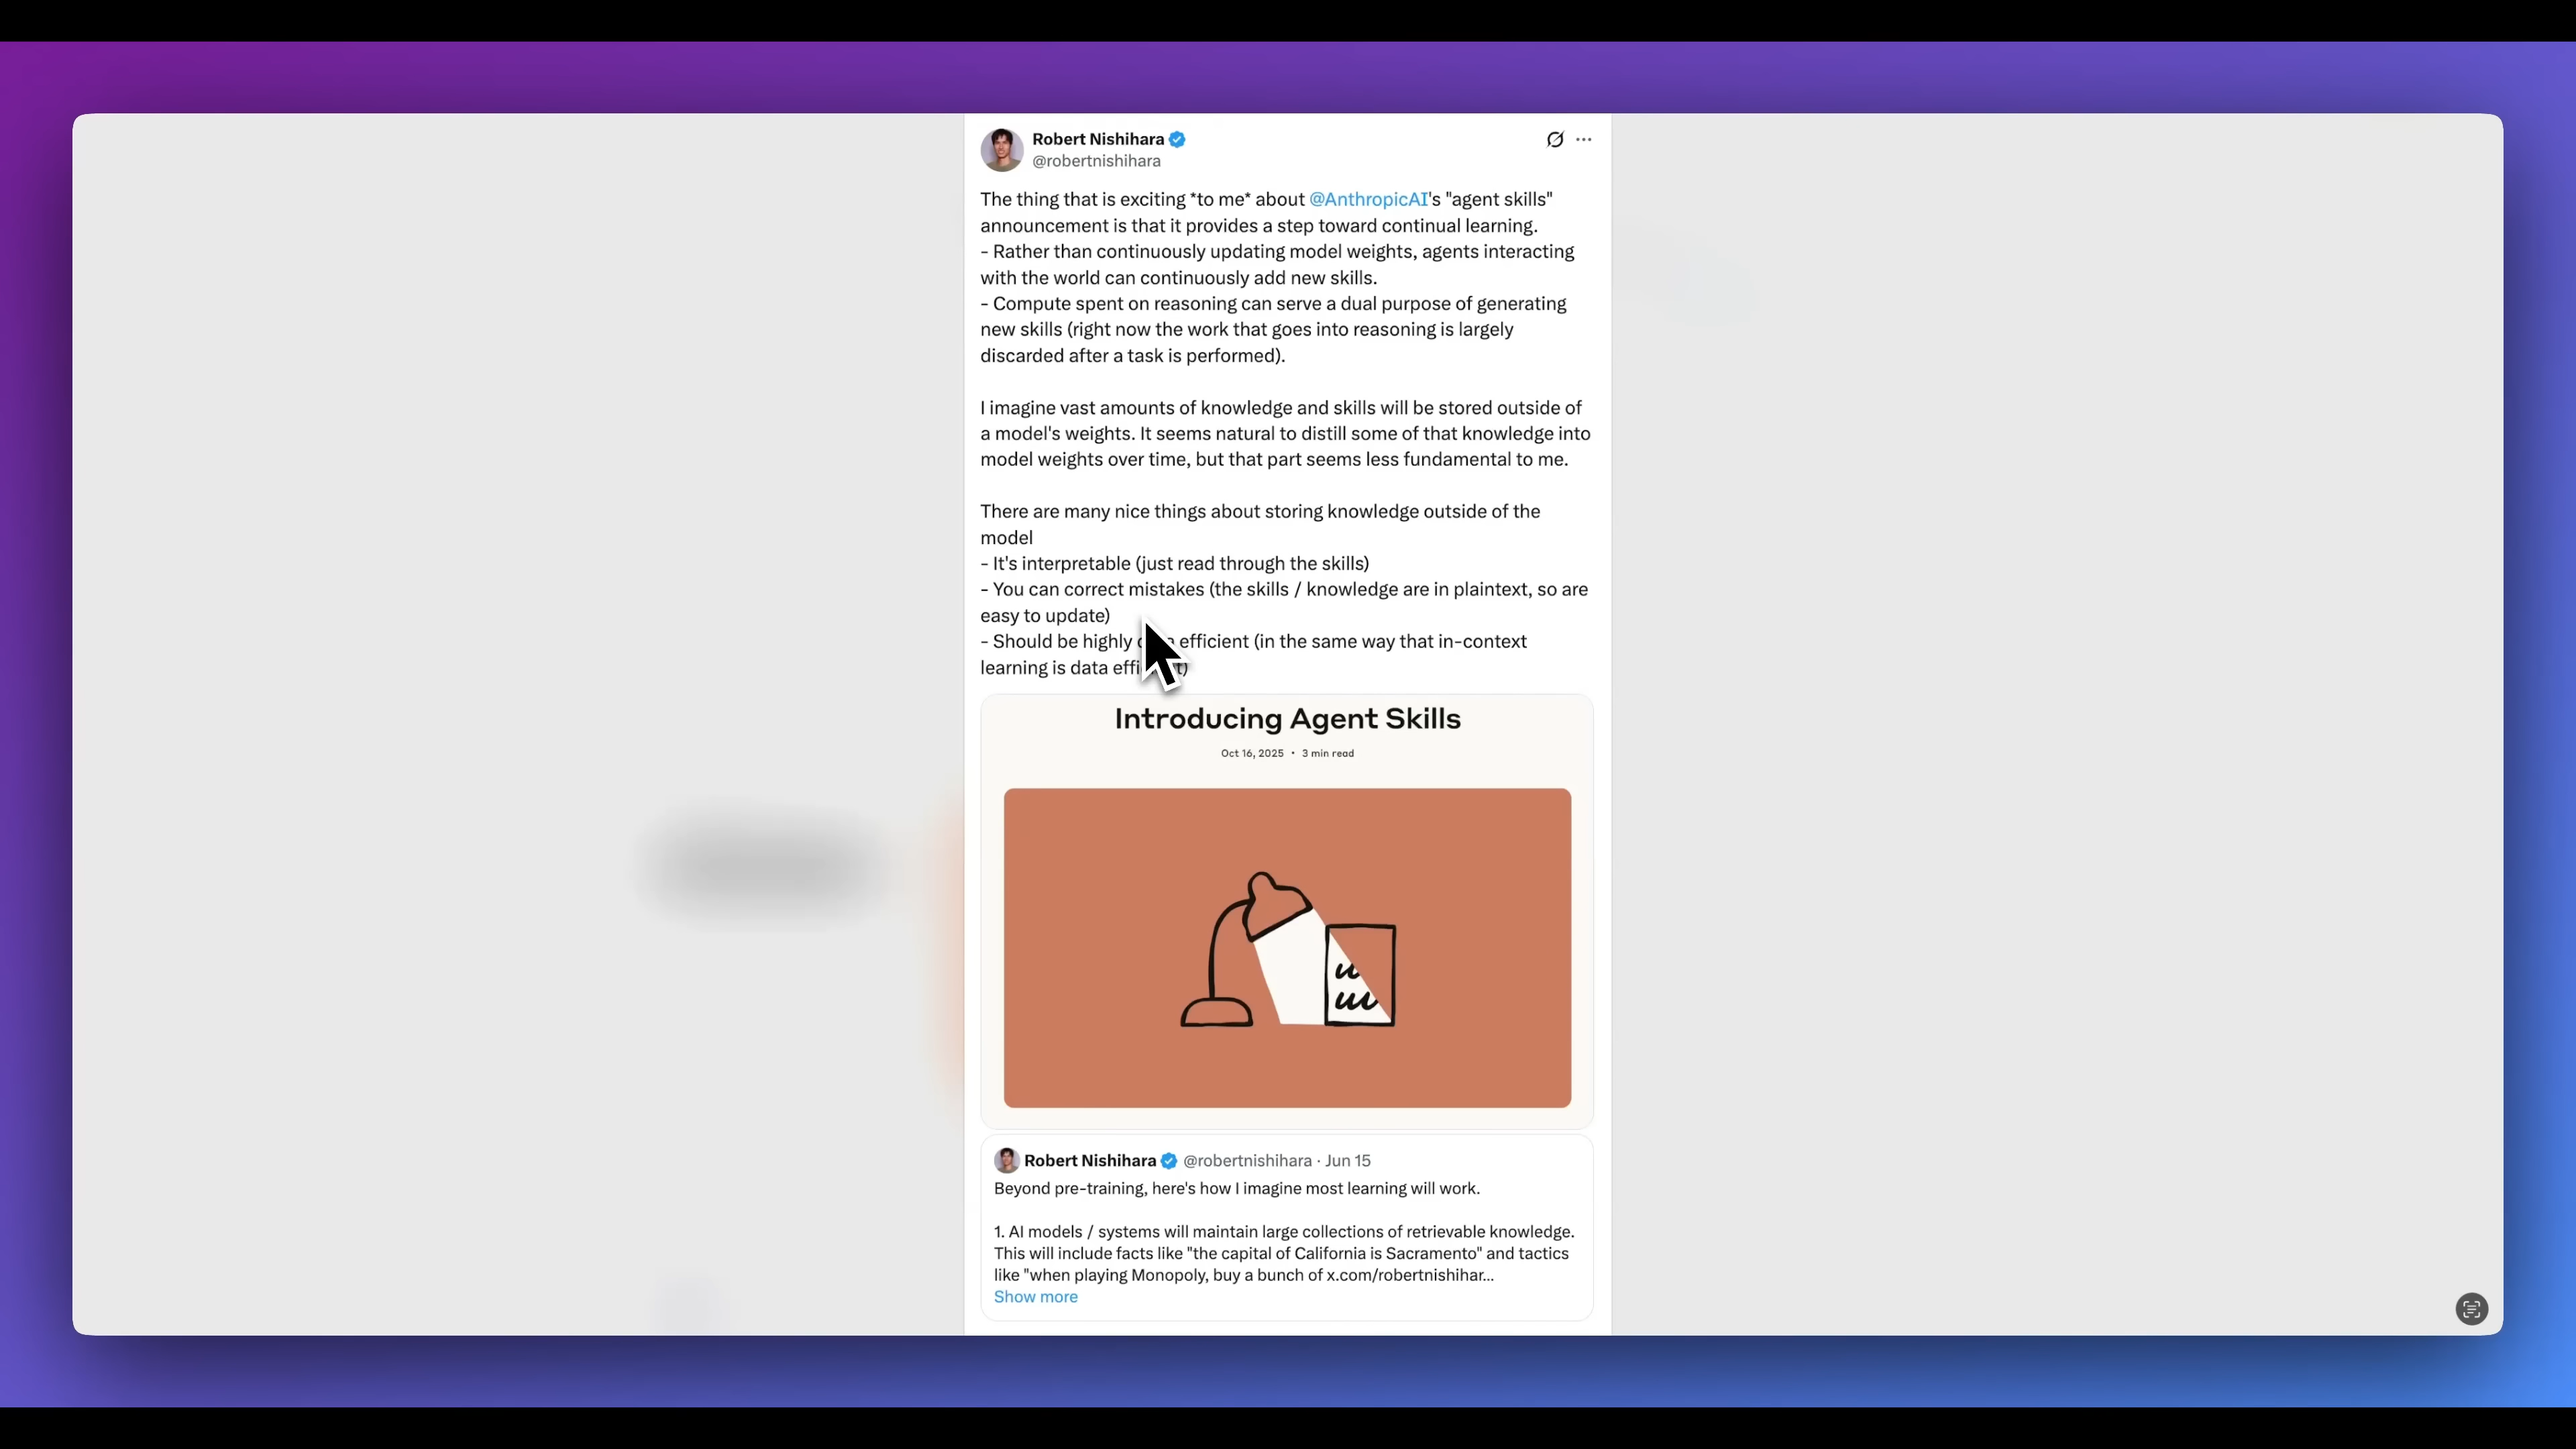 Robert Nishihara
@robertnishihara
The thing that is exciting *to me* about @AnthropicAI's "agent skills"
announcement is that it provides a step toward continual learning.
- Rather than continuously updating model weights, agents interacting
with the world can continuously add new skills.
- Compute spent on reasoning can serve a dual purpose of generating
new skills (right now the work that goes into reasoning is largely
discarded after a task is performed).
I imagine vast amounts of knowledge and skills will be stored outside of
a model's weights. It seems natural to distill some of that knowledge into
model weights over time, but that part seems less fundamental to me.
There are many nice things about storing knowledge outside of the
model
- It's interpretable (just read through the skills)
- You can correct mistakes (the skills / knowledge are in plaintext, so are
easy to update)
- Should be highly efficient (in the same way that in-context
learning is data
Introducing Agent Skills
Oct 16, 2025 • 3 min read
Robert Nishihara @robertnishihara · Jun 15
Beyond pre-training, here's how I imagine most learning will work.
1. AI models / systems will maintain large collections of retrievable knowledge.
This will include facts like "the capital of California is Sacramento" and tactics
like "when playing Monopoly, buy a bunch of x.com/robertnishihar...
Show more